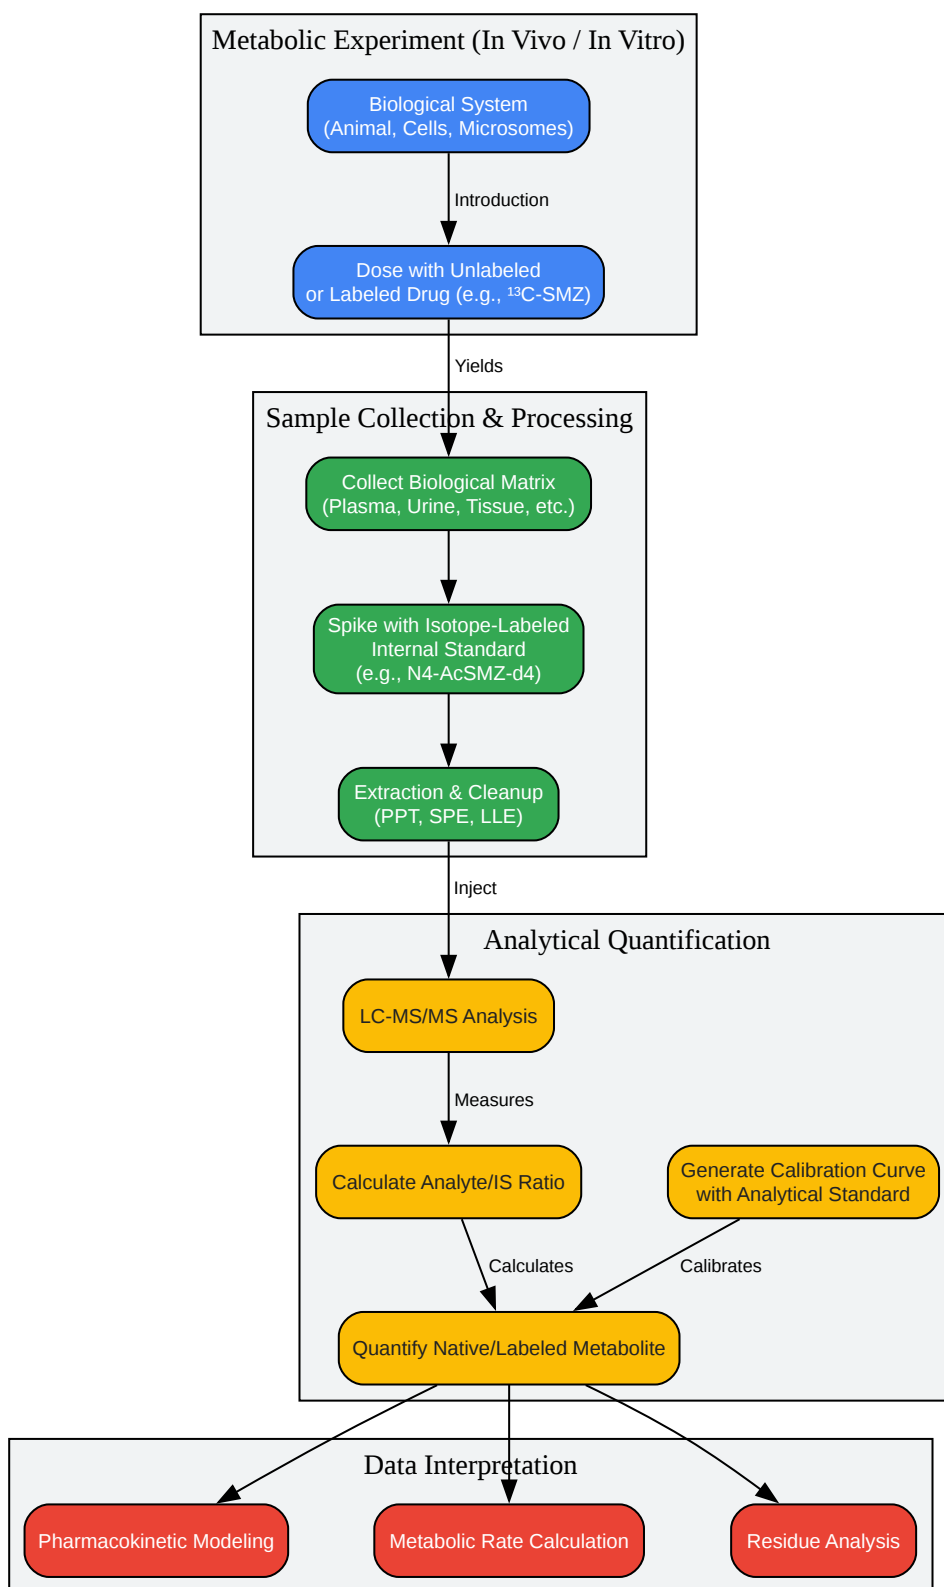 Metabolic Experiment (In Vivo / In Vitro)
Biological System
(Animal, Cells, Microsomes)
Introduction
Dose with Unlabeled
or Labeled Drug (e.g., ¹³C-SMZ)
Yields
Sample Collection & Processing
Collect Biological Matrix
(Plasma, Urine, Tissue, etc.)
Spike with Isotope-Labeled
Internal Standard
(e.g., N4-AcSMZ-d4)
Extraction & Cleanup
(PPT, SPE, LLE)
Inject
Analytical Quantification
LC-MS/MS Analysis
Measures
Calculate Analyte/IS Ratio
Generate Calibration Curve
with Analytical Standard
Calculates
Calibrates
Quantify Native/Labeled Metabolite
Data Interpretation
Pharmacokinetic Modeling
Metabolic Rate Calculation
Residue Analysis